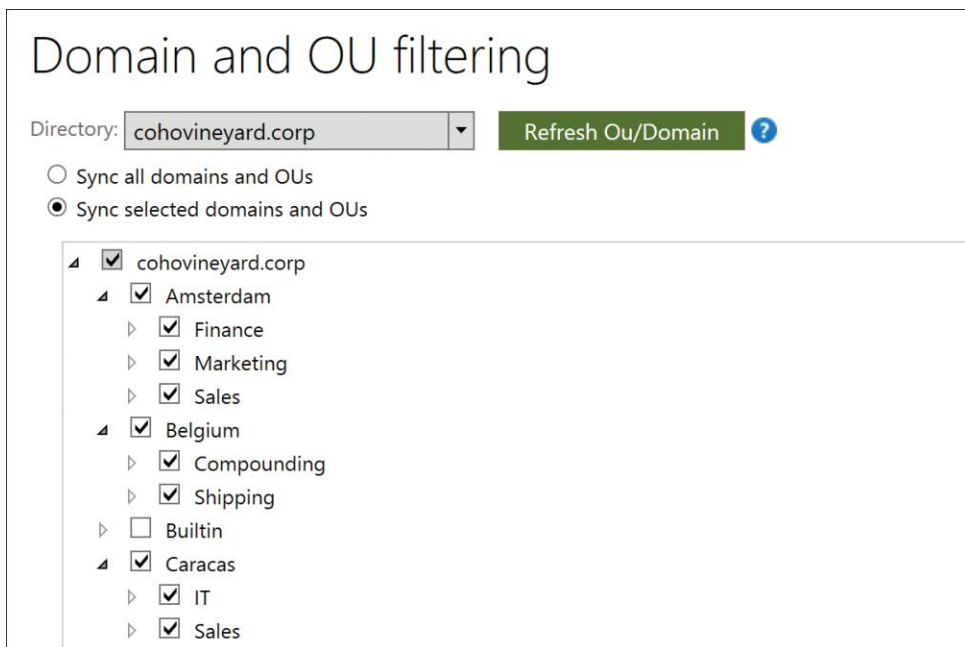 Domain and OU filtering
Directory: cohovineyard.corp Refresh Ou/Domain ?
Sync all domains and OUs
Sync selected domains and OUs
cohovineyard.corp
Amsterdam
Finance
Marketing
Sales
Belgium
Compounding
Shipping
Builtin
Caracas
IT
Sales